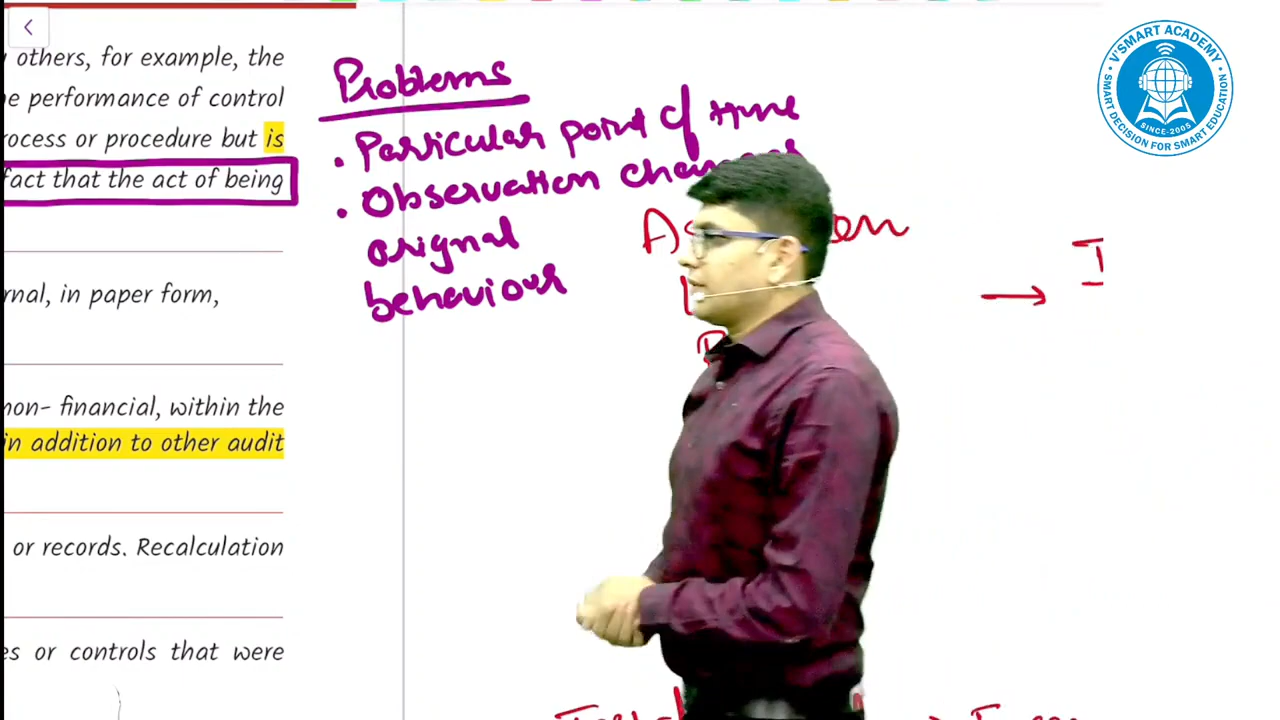 others, for example, the
e performance of control
rocess or procedure but is
fact that the act of being
rnal, in paper form,
non- financial, within the
in addition to other audit
or records. Recalculation
es or controls that were
Problems
• Particular point of time
• Observation changes
orignal
behaviour
→ I
V'SMART ACADEMY
SINCE-2005
SMART DECISION FOR SMART EDUCATION